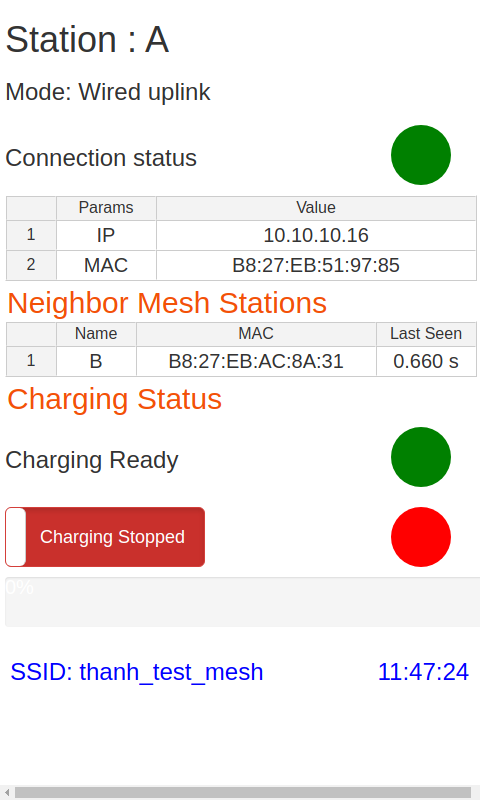 Station : A
Mode: Wired uplink
Connection status
Params Value
1 IP 10.10.10.16
2 MAC B8:27:EB:51:97:85
Neighbor Mesh Stations
Name MAC Last Seen
1 B B8:27:EB:AC:8A:31 0.660 s
Charging Status
Charging Ready
Charging Stopped
0%
SSID: thanh_test_mesh 11:47:24